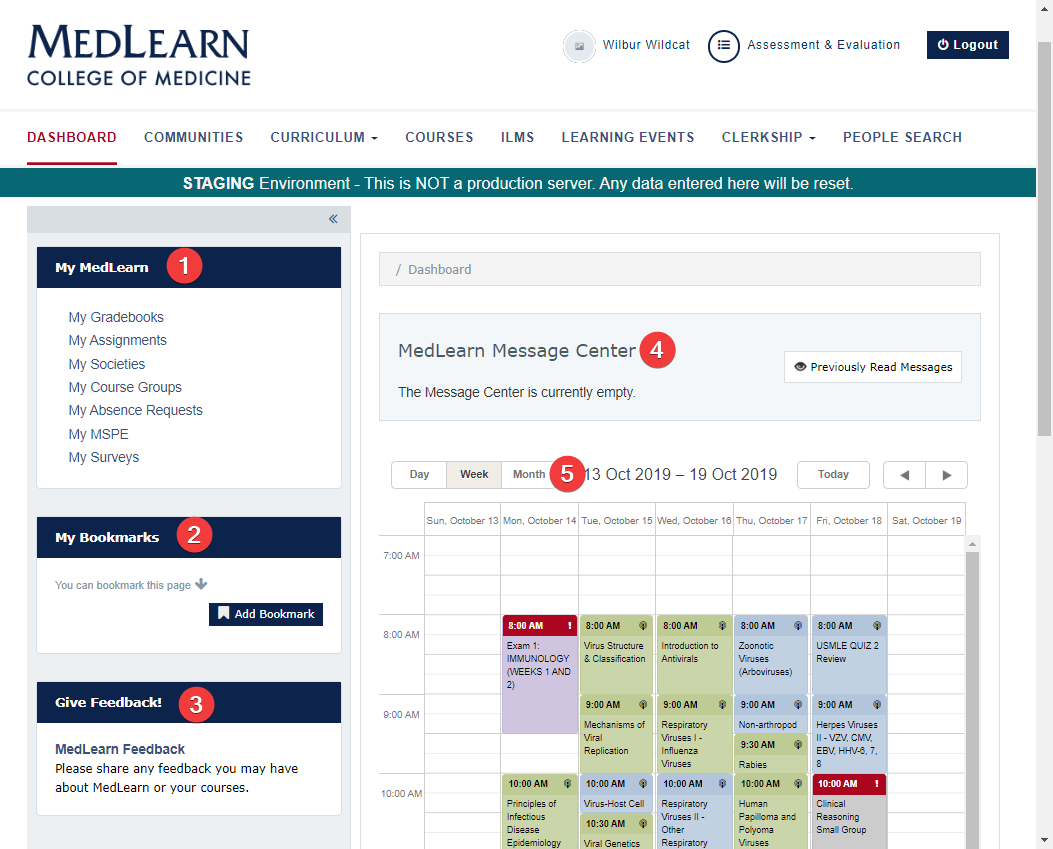 MEDLEARN
COLLEGE OF MEDICINE
Wilbur Wildcat
Assessment & Evaluation
Logout
DASHBOARD
COMMUNITIES
CURRICULUM
COURSES
ILMS
LEARNING EVENTS
CLERKSHIP
PEOPLE SEARCH
STAGING Environment - This is NOT a production server. Any data entered here will be reset.
«
My MedLearn
1
My Gradebooks
My Assignments
My Societies
My Course Groups
My Absence Requests
My MSPE
My Surveys
My Bookmarks
2
You can bookmark this page
Add Bookmark
Give Feedback!
3
MedLearn Feedback
Please share any feedback you may have
about MedLearn or your courses.
/ Dashboard
MedLearn Message Center
4
Previously Read Messages
The Message Center is currently empty.
Day
Week
Month
5
13 Oct 2019 – 19 Oct 2019
Today
Sun, October 13
Mon, October 14
Tue, October 15
Wed, October 16
Thu, October 17
Fri, October 18
Sat, October 19
7:00 AM
8:00 AM
9:00 AM
10:00 AM
8:00 AM !
Exam 1:
IMMUNOLOGY
(WEEKS 1 AND
2)
10:00 AM
Principles of
Infectious
Disease
Epidemiology
8:00 AM
Virus Structure
& Classification
9:00 AM
Mechanisms of
Viral
Replication
10:00 AM
Virus-Host Cell
10:30 AM
Viral Genetics
8:00 AM
Introduction to
Antivirals
9:00 AM
Respiratory
Viruses I -
Influenza
Viruses
10:00 AM
Respiratory
Viruses II -
Other
Respiratory
8:00 AM
Zoonotic
Viruses
(Arboviruses)
9:00 AM
Non-arthropod
9:30 AM
Rabies
10:00 AM
Human
Papilloma and
Polyoma
Viruses
8:00 AM
USMLE QUIZ 2
Review
9:00 AM
Herpes Viruses
II - VZV, CMV,
EBV, HHV-6, 7,
8
10:00 AM !
Clinical
Reasoning
Small Group